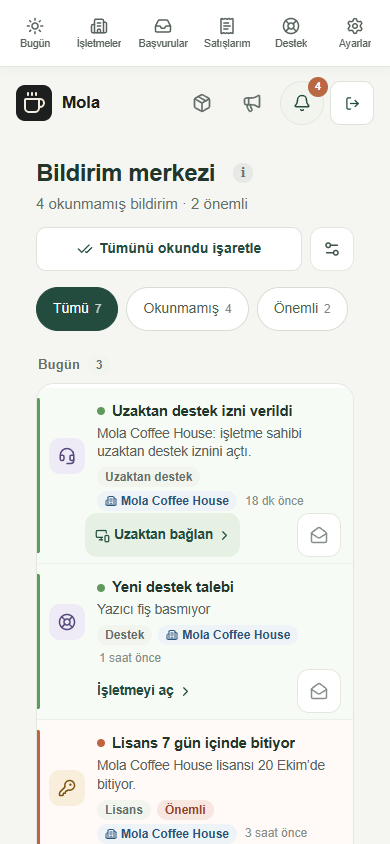 Bugün
İşletmeler
Başvurular
Satışlarım
Destek
Ayarlar
Mola
4
Bildirim merkezi i
4 okunmamış bildirim · 2 önemli
Tümünü okundu işaretle
Tümü 7
Okunmamış 4
Önemli 2
Bugün 3
Uzaktan destek izni verildi
Mola Coffee House: işletme sahibi
uzaktan destek iznini açtı.
Uzaktan destek
Mola Coffee House 18 dk önce
Uzaktan bağlan
Yeni destek talebi
Yazıcı fiş basmıyor
Destek Mola Coffee House
1 saat önce
İşletmeyi aç
Lisans 7 gün içinde bitiyor
Mola Coffee House lisansı 20 Ekim'de
bitiyor.
Lisans Önemli
Mola Coffee House 3 saat önce